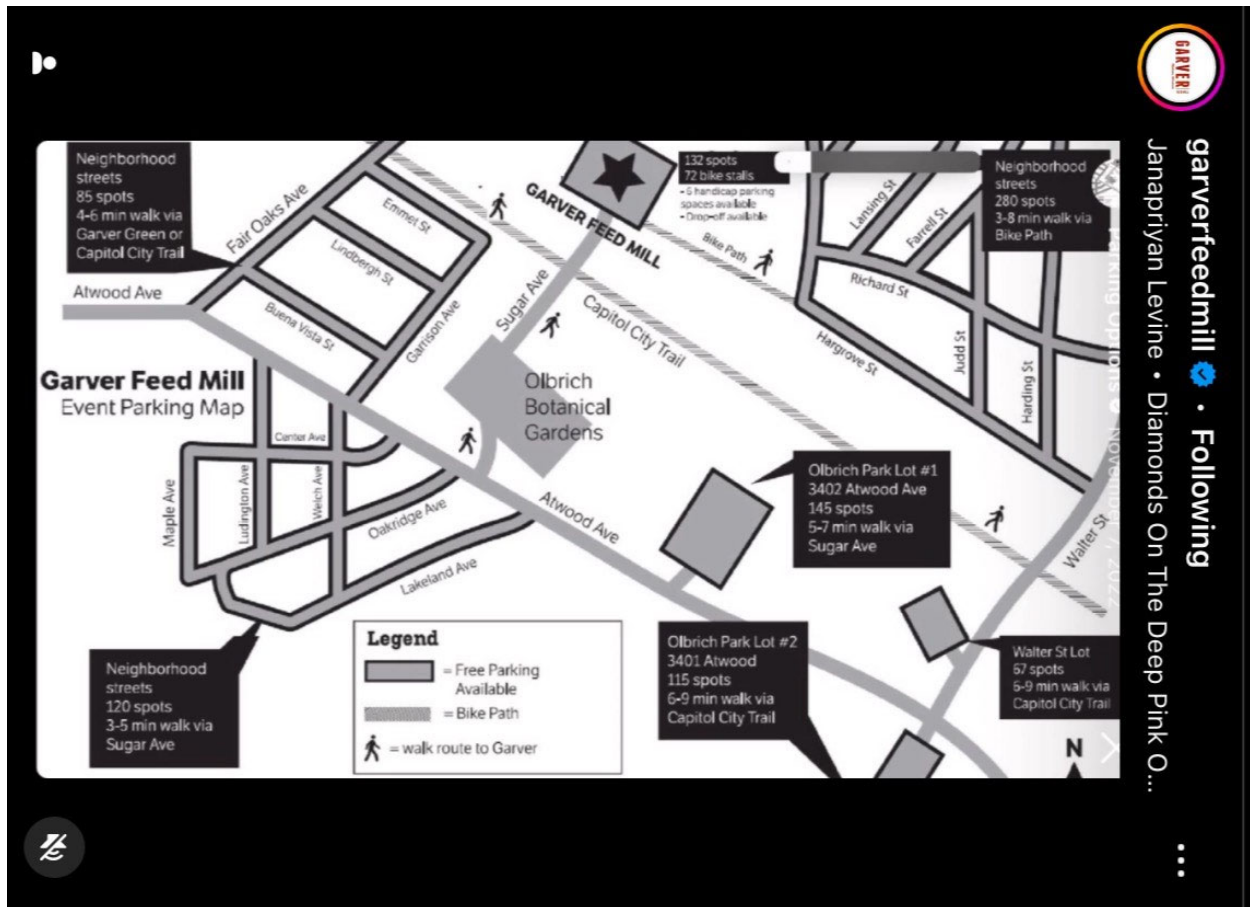 GARVER
garverfeedmill • Following
Janapriyan Levine • Diamonds On The Deep Pink O...
Neighborhood
streets
85 spots
4-6 min walk via
Garver Green or
Capitol City Trail
Fair Oaks Ave
Emmet St
Lindbergh St
Buena Vista St
Garrison Ave
Atwood Ave
GARVER FEED MILL
132 spots
72 bike stalls
- 6 handicap parking
spaces available
- Drop-off available
Bike Path
Sugar Ave
Capitol City Trail
Lansing St
Farrell St
Richard St
Hargrove St
Judd St
Harding St
Neighborhood
streets
280 spots
3-8 min walk via
Bike Path
Garver Feed Mill
Event Parking Map
Olbrich
Botanical
Gardens
Center Ave
Maple Ave
Ludington Ave
Welch Ave
Oakridge Ave
Lakeland Ave
Atwood Ave
Walter St
Olbrich Park Lot #1
3402 Atwood Ave
145 spots
5-7 min walk via
Sugar Ave
Neighborhood
streets
120 spots
3-5 min walk via
Sugar Ave
Legend
= Free Parking
Available
= Bike Path
= walk route to Garver
Olbrich Park Lot #2
3401 Atwood
115 spots
6-9 min walk via
Capitol City Trail
Walter St Lot
67 spots
6-9 min walk via
Capitol City Trail
N